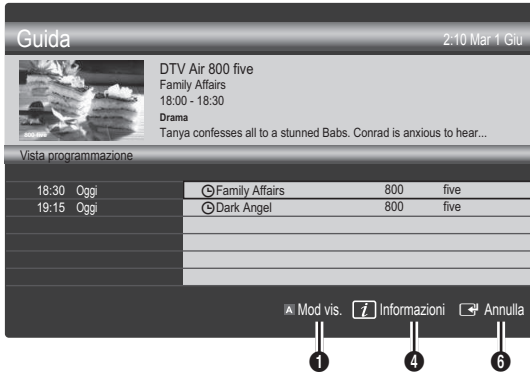 Guida 2:10 Mar 1 Giu
DTV Air 800 five
Family Affairs
18:00 - 18:30
Drama
Tanya confesses all to a stunned Babs. Conrad is anxious to hear...
800 five
Vista programmazione
18:30 Oggi Family Affairs 800 five
19:15 Oggi Dark Angel 800 five
A Mod vis. i Informazioni Annulla
1 4 6